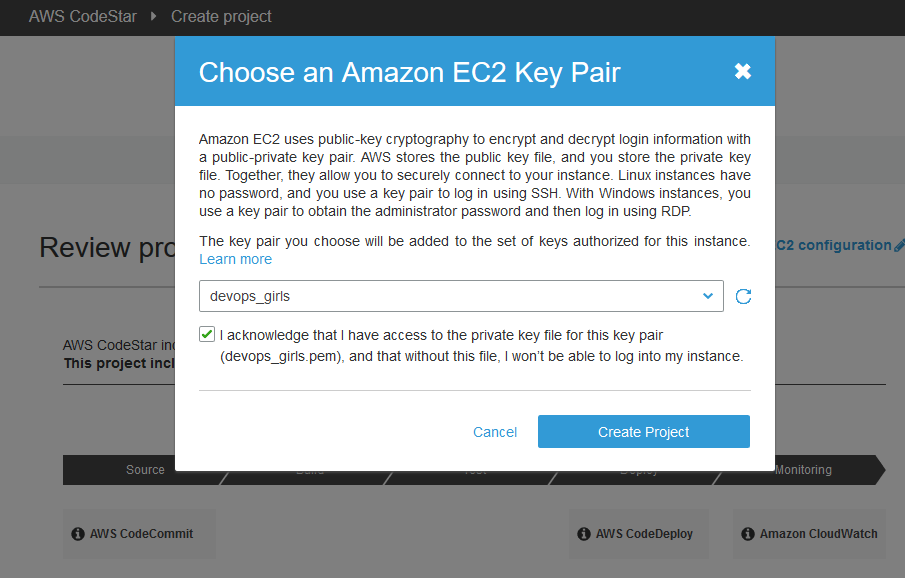 AWS CodeStar Create project
Choose an Amazon EC2 Key Pair
Amazon EC2 uses public-key cryptography to encrypt and decrypt login information with
a public-private key pair. AWS stores the public key file, and you store the private key
file. Together, they allow you to securely connect to your instance. Linux instances have
no password, and you use a key pair to log in using SSH. With Windows instances, you
use a key pair to obtain the administrator password and then log in using RDP.
The key pair you choose will be added to the set of keys authorized for this instance.
Learn more
Review pro
C2 configuration
devops_girls
I acknowledge that I have access to the private key file for this key pair
(devops_girls.pem), and that without this file, I won't be able to log into my instance.
AWS CodeStar inc
This project incl
Cancel
Create Project
Source
Monitoring
AWS CodeCommit
AWS CodeDeploy
Amazon CloudWatch